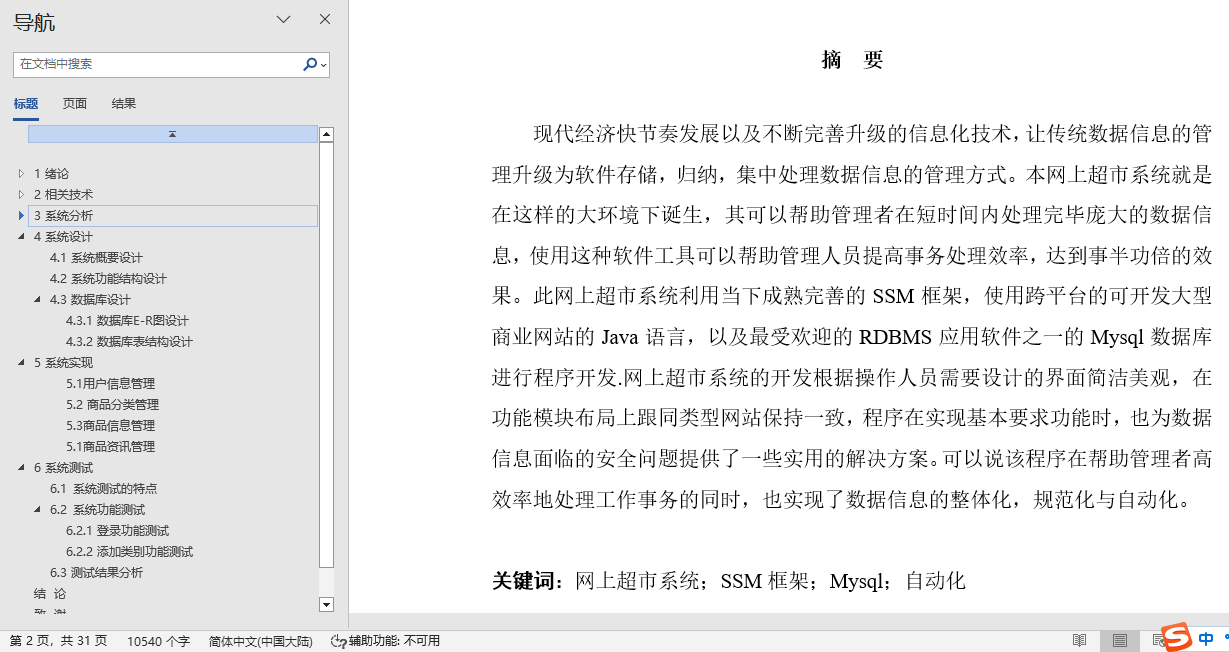 导航
在文档中搜索
标题 页面 结果
1 绪论
2 相关技术
3 系统分析
4 系统设计
4.1 系统概要设计
4.2 系统功能结构设计
4.3 数据库设计
4.3.1 数据库E-R图设计
4.3.2 数据库表结构设计
5 系统实现
5.1用户信息管理
5.2 商品分类管理
5.3商品信息管理
5.1商品资讯管理
6 系统测试
6.1 系统测试的特点
6.2 系统功能测试
6.2.1 登录功能测试
6.2.2 添加类别功能测试
6.3 测试结果分析
结 论
致 谢
摘 要
现代经济快节奏发展以及不断完善升级的信息化技术,让传统数据信息的管
理升级为软件存储，归纳，集中处理数据信息的管理方式。本网上超市系统就是
在这样的大环境下诞生，其可以帮助管理者在短时间内处理完毕庞大的数据信
息，使用这种软件工具可以帮助管理人员提高事务处理效率，达到事半功倍的效
果。此网上超市系统利用当下成熟完善的 SSM 框架，使用跨平台的可开发大型
商业网站的 Java 语言，以及最受欢迎的 RDBMS 应用软件之一的 Mysql 数据库
进行程序开发.网上超市系统的开发根据操作人员需要设计的界面简洁美观，在
功能模块布局上跟同类型网站保持一致，程序在实现基本要求功能时，也为数据
信息面临的安全问题提供了一些实用的解决方案。可以说该程序在帮助管理者高
效率地处理工作事务的同时，也实现了数据信息的整体化，规范化与自动化。
关键词：网上超市系统；SSM 框架；Mysql；自动化
第 2 页，共 31 页 10540 个字 简体中文(中国大陆) 辅助功能: 不可用
S 中